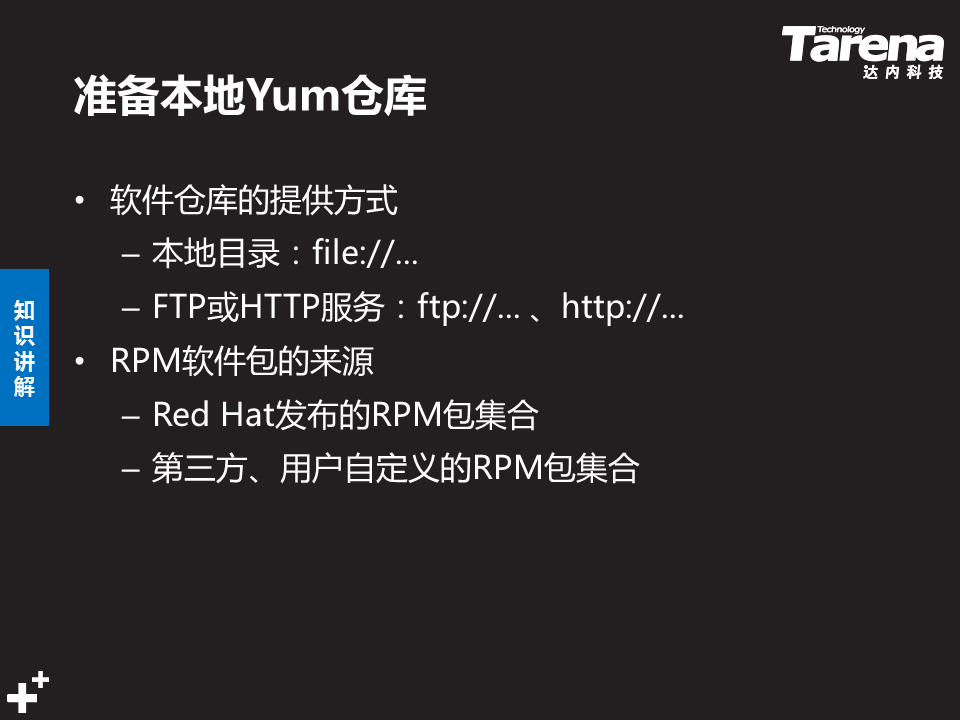 Technology
Tarena
达内科技
准备本地Yum仓库
• 软件仓库的提供方式
– 本地目录：file://...
– FTP或HTTP服务：ftp://... 、http://...
• RPM软件包的来源
– Red Hat发布的RPM包集合
– 第三方、用户自定义的RPM包集合
知识讲解